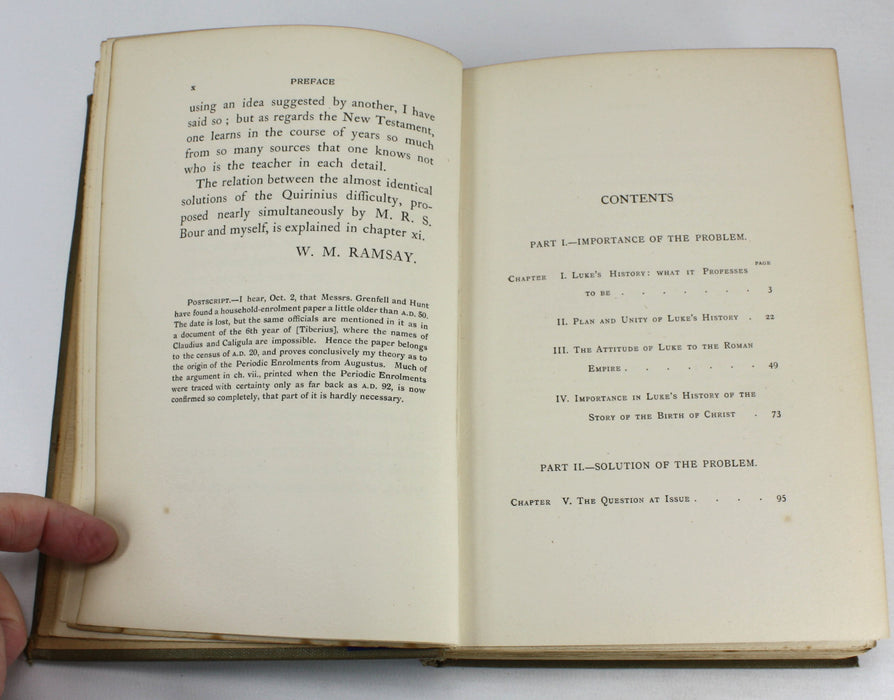 x PREFACE
using an idea suggested by another, I have
said so ; but as regards the New Testament,
one learns in the course of years so much
from so many sources that one knows not
who is the teacher in each detail.
The relation between the almost identical
solutions of the Quirinius difficulty, pro-
posed nearly simultaneously by M. R. S.
Bour and myself, is explained in chapter xi.
W. M. RAMSAY.
POSTSCRIPT.—I hear, Oct. 2, that Messrs. Grenfell and Hunt
have found a household-enrolment paper a little older than A.D. 50.
The date is lost, but the same officials are mentioned in it as in
a document of the 6th year of [Tiberius], where the names of
Claudius and Caligula are impossible. Hence the paper belongs
to the census of A.D. 20, and proves conclusively my theory as to
the origin of the Periodic Enrolments from Augustus. Much of
the argument in ch. vii., printed when the Periodic Enrolments
were traced with certainty only as far back as A.D. 92, is now
confirmed so completely, that part of it is hardly necessary.
CONTENTS
PART I.—IMPORTANCE OF THE PROBLEM.
PAGE
CHAPTER I. LUKE'S HISTORY: WHAT IT PROFESSES
TO BE . . . . . . . 3
II. PLAN AND UNITY OF LUKE'S HISTORY . 22
III. THE ATTITUDE OF LUKE TO THE ROMAN
EMPIRE . . . . . . . 49
IV. IMPORTANCE IN LUKE'S HISTORY OF THE
STORY OF THE BIRTH OF CHRIST . 73
PART II.—SOLUTION OF THE PROBLEM.
CHAPTER V. THE QUESTION AT ISSUE . . . . 95